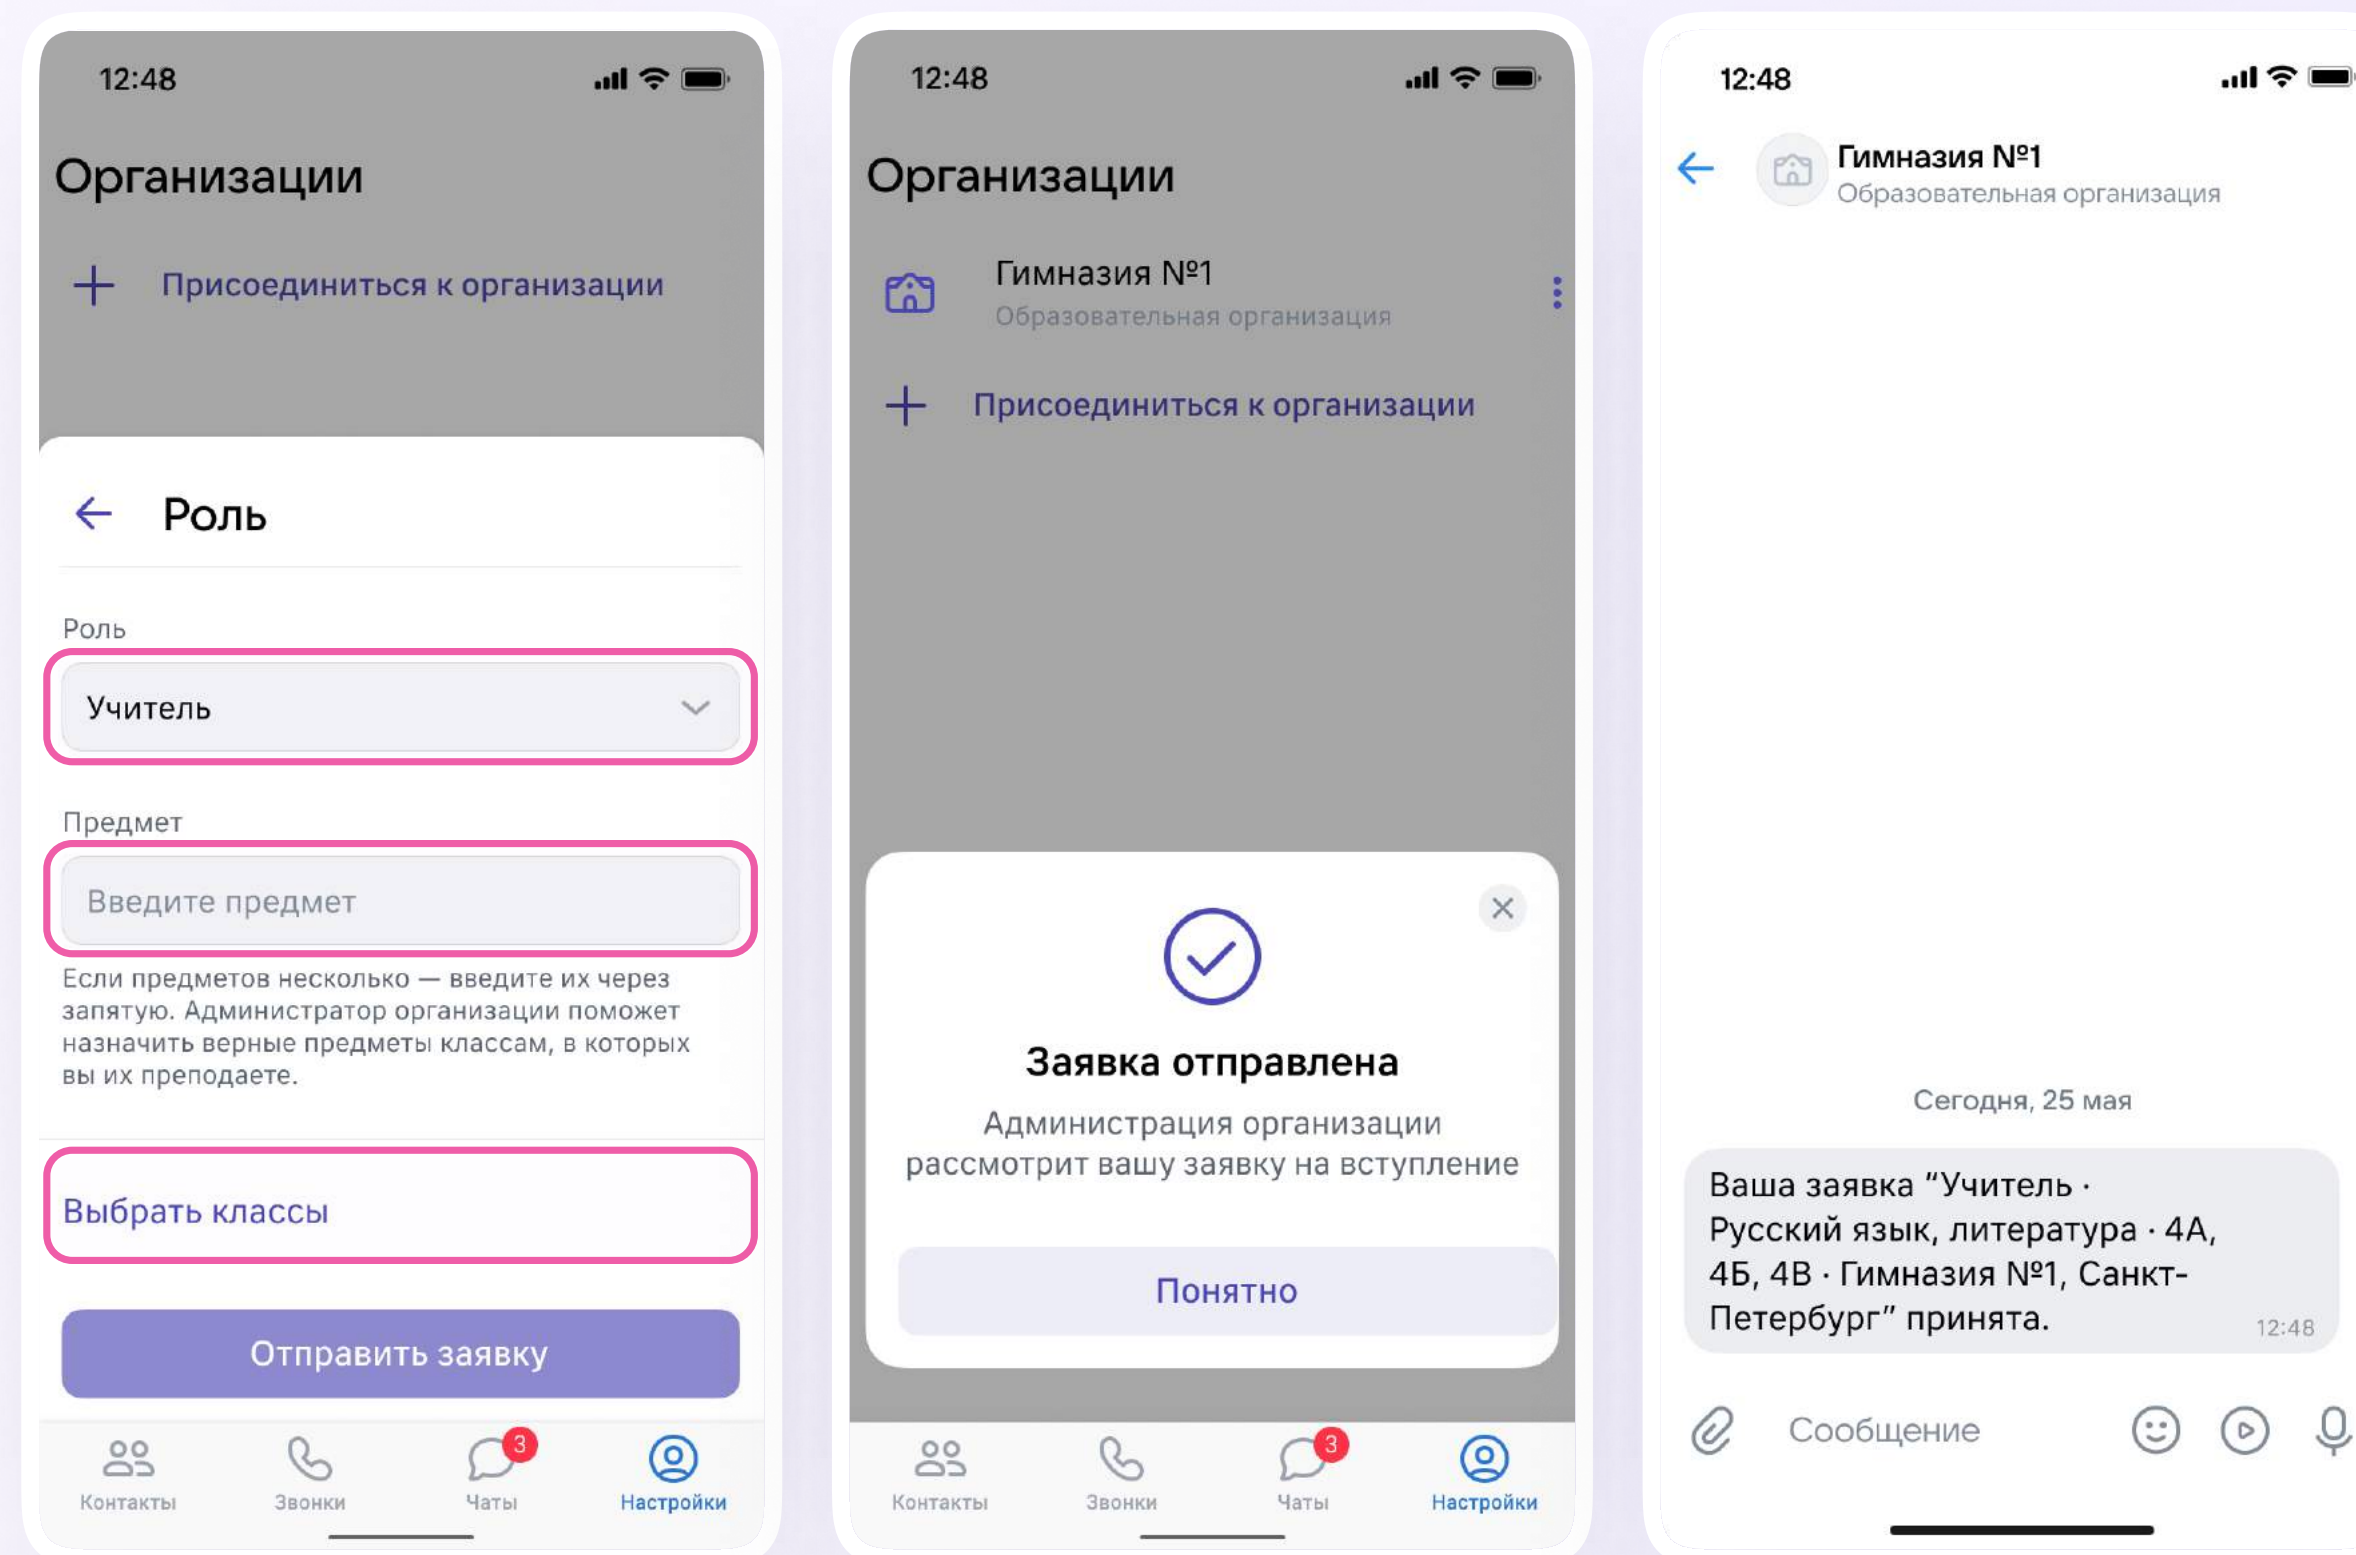 12:48
Организации
Присоединиться к организации
Роль
Роль
Учитель
Предмет
Введите предмет
Если предметов несколько — введите их через
запятую. Администратор организации поможет
назначить верные предметы классам, в которых
вы их преподаете.
Выбрать классы
Отправить заявку
3
Контакты
Звонки
Чаты
Настройки
12:48
Организации
Гимназия №1
Образовательная организация
Присоединиться к организации
Заявка отправлена
Администрация организации
рассмотрит вашу заявку на вступление
Понятно
3
Контакты
Звонки
Чаты
Настройки
12:48
Гимназия №1
Образовательная организация
Сегодня, 25 мая
Ваша заявка “Учитель ·
Русский язык, литература · 4А,
4Б, 4В · Гимназия №1, Санкт-
Петербург” принята.
12:48
Сообщение